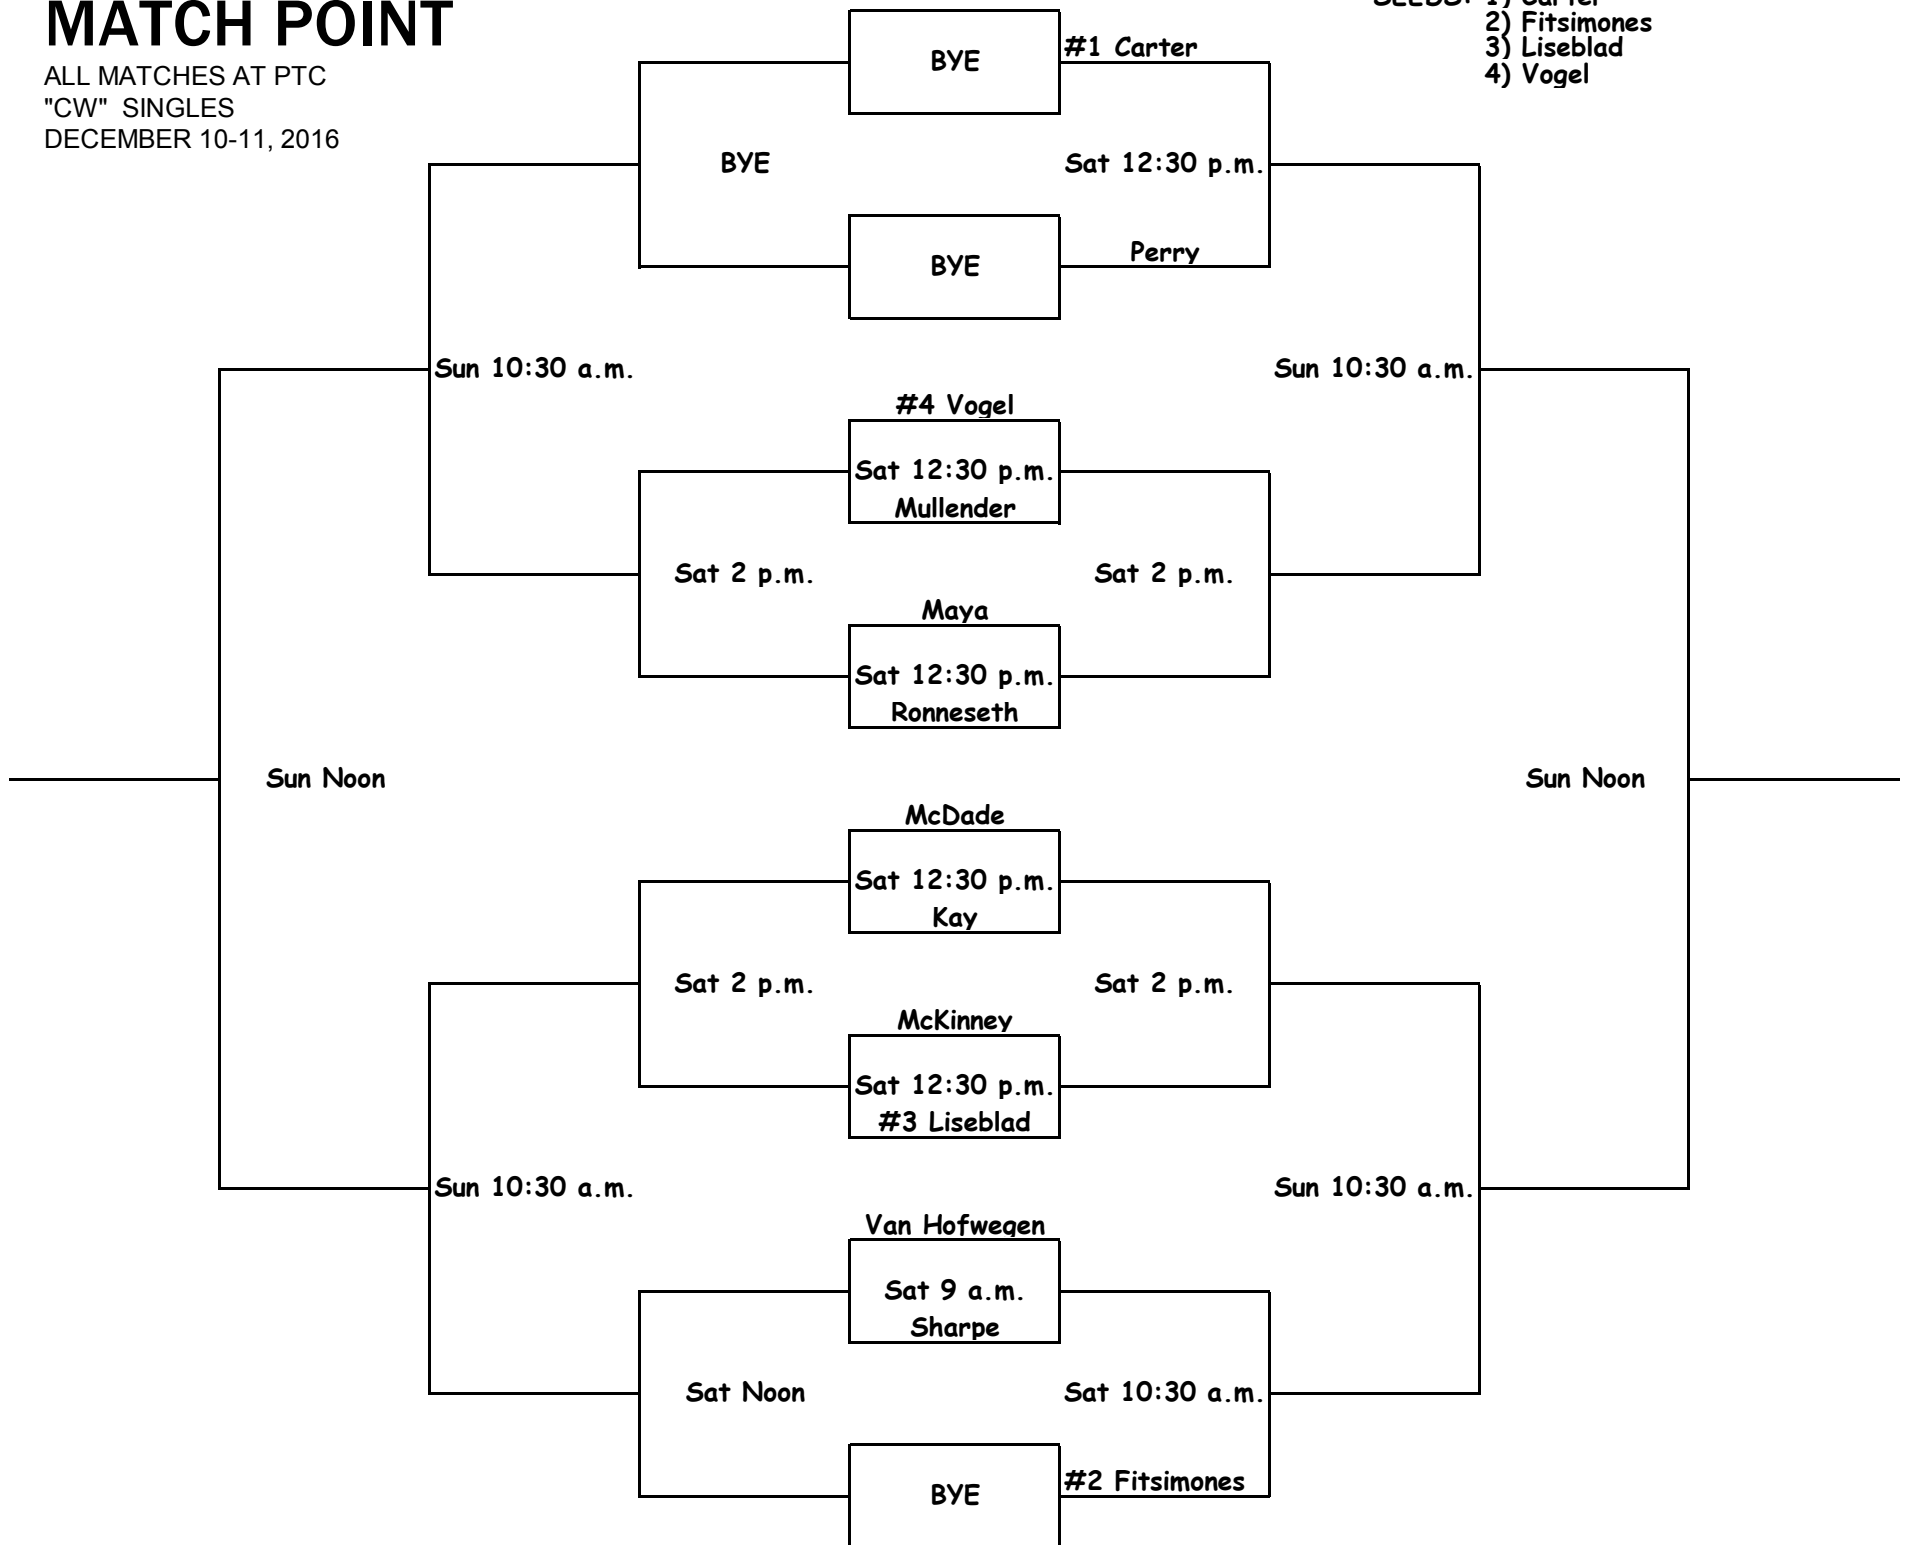 MATCH POINT
SEEDS: 1) Carter
2) Fitsimones
3) Liseblad
4) Vogel
ALL MATCHES AT PTC
"CW" SINGLES
DECEMBER 10-11, 2016
BYE
#1 Carter
BYE
Sat 12:30 p.m.
BYE
Perry
Sun 10:30 a.m.
Sun 10:30 a.m.
#4 Vogel
Sat 12:30 p.m.
Mullender
Sat 2 p.m.
Sat 2 p.m.
Maya
Sat 12:30 p.m.
Ronneseth
Sun Noon
Sun Noon
McDade
Sat 12:30 p.m.
Kay
Sat 2 p.m.
Sat 2 p.m.
McKinney
Sat 12:30 p.m.
#3 Liseblad
Sun 10:30 a.m.
Sun 10:30 a.m.
Van Hofwegen
Sat 9 a.m.
Sharpe
Sat Noon
Sat 10:30 a.m.
BYE
#2 Fitsimones